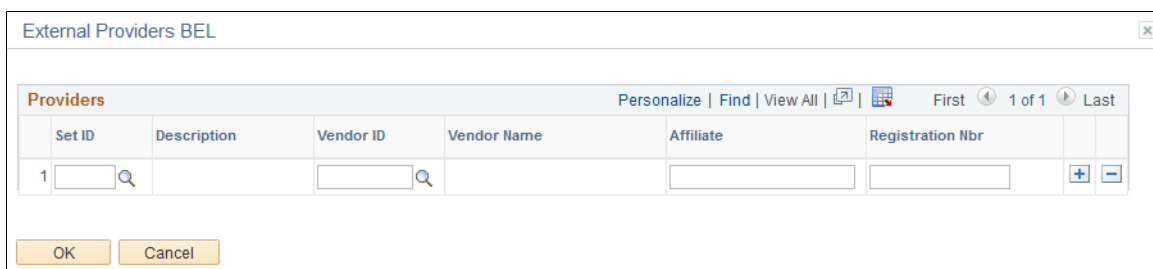 External Providers BEL
Providers Personalize | Find | View All | | First 1 of 1 Last
Set ID Description Vendor ID Vendor Name Affiliate Registration Nbr
1
OK Cancel